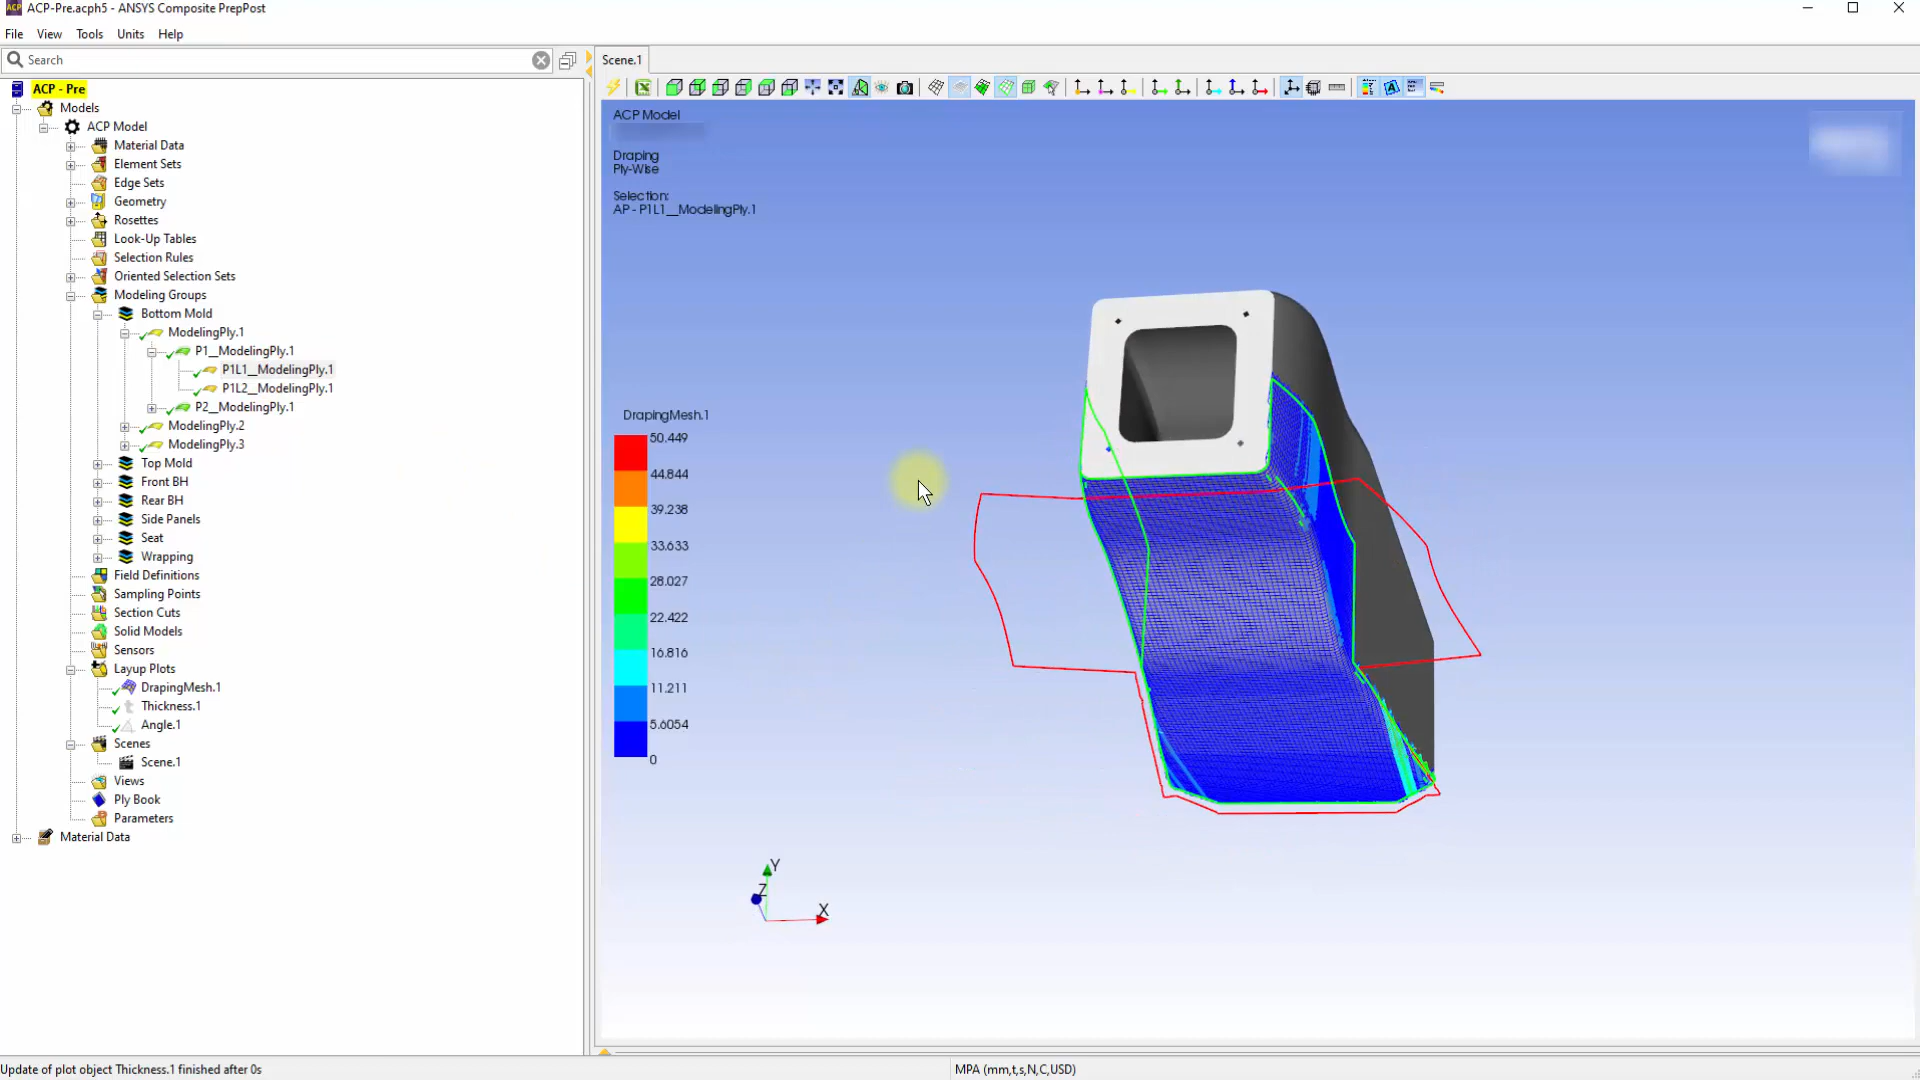 ACP-Pre.acph5 - ANSYS Composite PrepPost
File View Tools Units Help
Search
Scene.1
ACP - Pre
Models
ACP Model
Material Data
Element Sets
Edge Sets
Geometry
Rosettes
Look-Up Tables
Selection Rules
Oriented Selection Sets
Modeling Groups
Bottom Mold
ModelingPly.1
P1__ModelingPly.1
P1L1__ModelingPly.1
P1L2__ModelingPly.1
P2__ModelingPly.1
ModelingPly.2
ModelingPly.3
Top Mold
Front BH
Rear BH
Side Panels
Seat
Wrapping
Field Definitions
Sampling Points
Section Cuts
Solid Models
Sensors
Layup Plots
DrapingMesh.1
Thickness.1
Angle.1
Scenes
Scene.1
Views
Ply Book
Parameters
Material Data
ACP Model
Draping
Ply-Wise
Selection:
AP - P1L1__ModelingPly.1
DrapingMesh.1
50.449
44.844
39.238
33.633
28.027
22.422
16.816
11.211
5.6054
0
Y
Z
X
Update of plot object Thickness.1 finished after 0s
MPA (mm,t,s,N,C,USD)